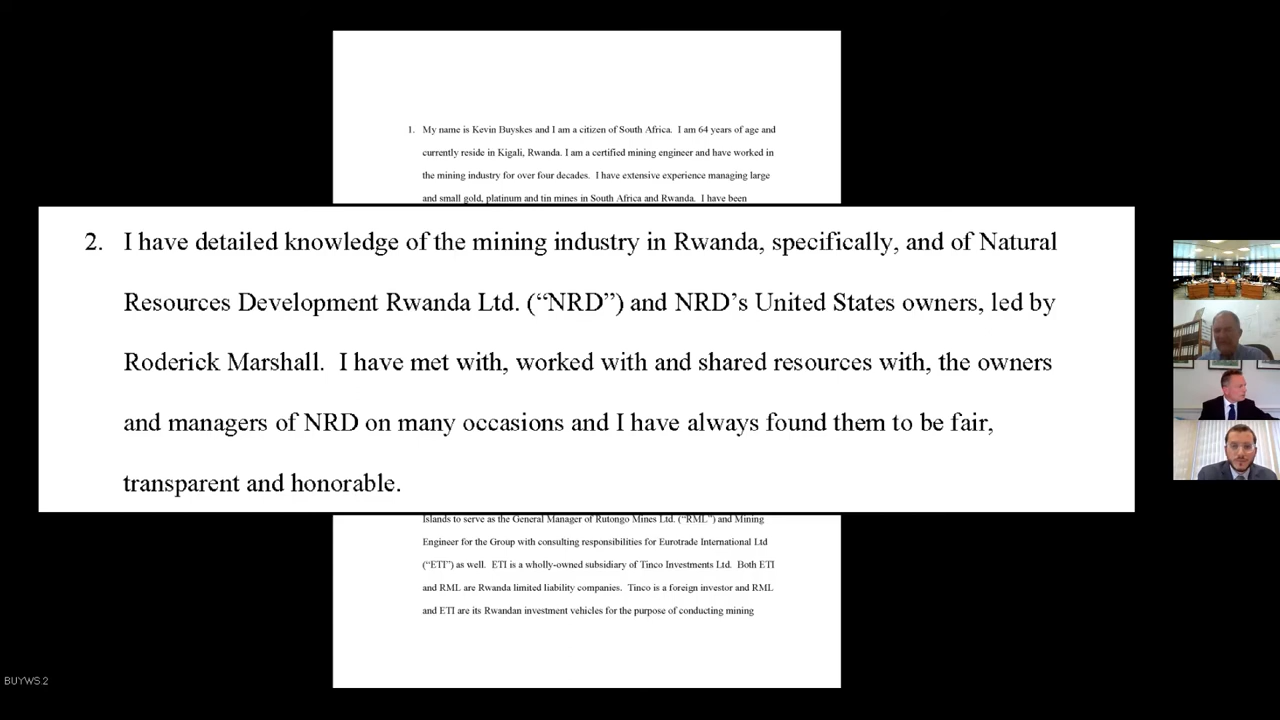 1. My name is Kevin Buyskes and I am a citizen of South Africa.  I am 64 years of age and
currently reside in Kigali, Rwanda. I am a certified mining engineer and have worked in
the mining industry for over four decades.  I have extensive experience managing large
and small gold, platinum and tin mines in South Africa and Rwanda.  I have been
2. I have detailed knowledge of the mining industry in Rwanda, specifically, and of Natural
Resources Development Rwanda Ltd. (“NRD”) and NRD’s United States owners, led by
Roderick Marshall.  I have met with, worked with and shared resources with, the owners
and managers of NRD on many occasions and I have always found them to be fair,
transparent and honorable.
Islands to serve as the General Manager of Rutongo Mines Ltd. (“RML”) and Mining
Engineer for the Group with consulting responsibilities for Eurotrade International Ltd
(“ETI”) as well.  ETI is a wholly-owned subsidiary of Tinco Investments Ltd.  Both ETI
and RML are Rwanda limited liability companies.  Tinco is a foreign investor and RML
and ETI are its Rwandan investment vehicles for the purpose of conducting mining
BUYWS.2